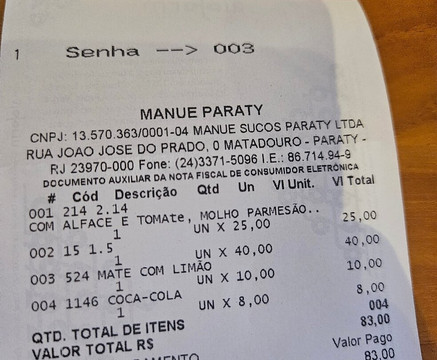 1 Senha --> 003
MANUE PARATY
CNPJ: 13.570.363/0001-04 MANUE SUCOS PARATY LTDA
RUA JOAO JOSE DO PRADO, 0 MATADOURO - PARATY -
RJ 23970-000 Fone: (24)3371-5096 I.E.: 86.714.94-9
DOCUMENTO AUXILIAR DA NOTA FISCAL DE CONSUMIDOR ELETRÔNICA
# Cód Descrição Qtd Un Vl Unit. Vl Total
001 214 2.14
COM ALFACE E TOMAte, MOLHO PARMESÃO..
1 UN X 25,00 25,00
002 15 1.5
1 UN X 40,00 40,00
003 524 MATE COM LIMÃO
1 UN X 10,00 10,00
004 1146 COCA-COLA
1 UN X 8,00 8,00
QTD. TOTAL DE ITENS 004
VALOR TOTAL R$ 83,00
Valor Pago
83,00